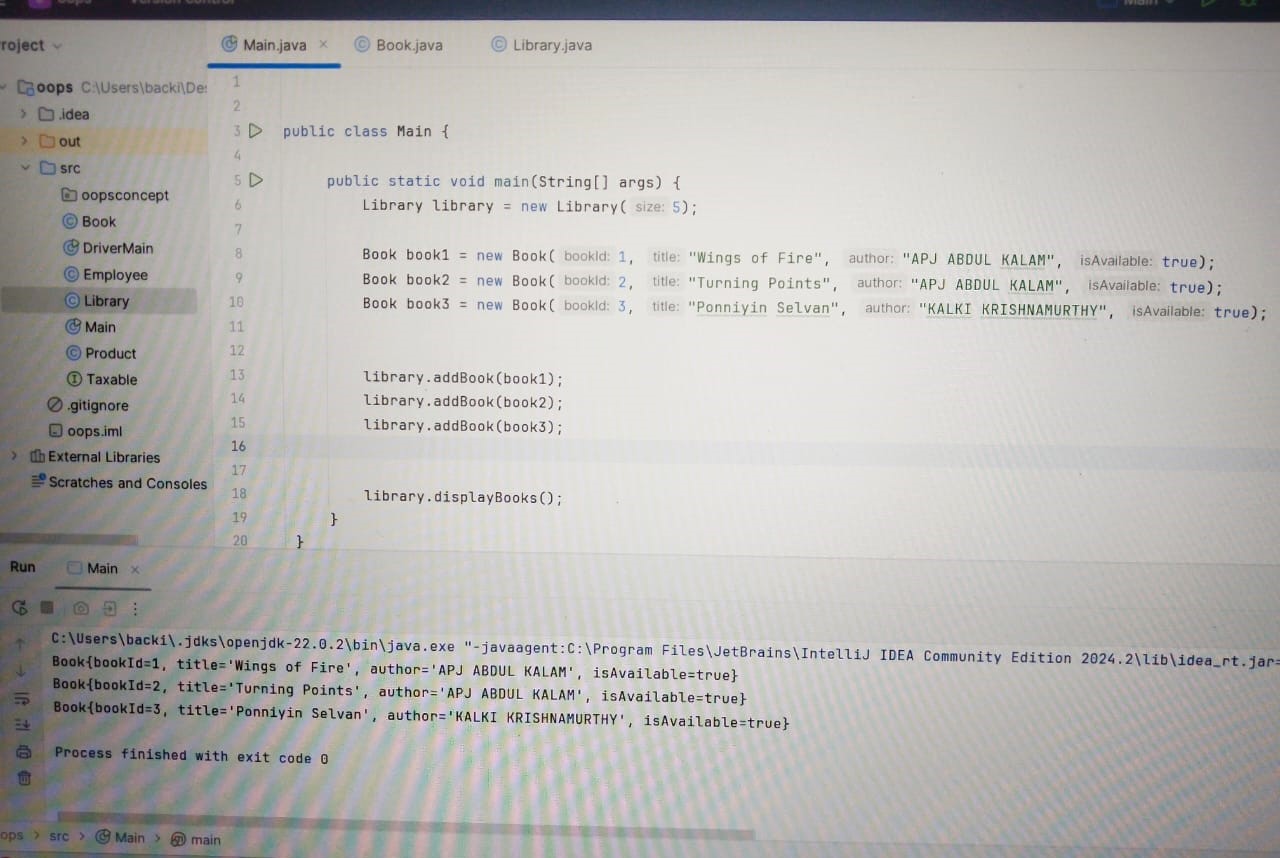 oops Version control Main
roject
Main.java × Book.java Library.java
oops C:\Users\backi\Des
.idea
out
src
oopsconcept
Book
DriverMain
Employee
Library
Main
Product
Taxable
.gitignore
oops.iml
External Libraries
Scratches and Consoles
1
2
3 public class Main {
4
5 public static void main(String[] args) {
6 Library library = new Library( size: 5);
7
8 Book book1 = new Book( bookId: 1, title: "Wings of Fire", author: "APJ ABDUL KALAM", isAvailable: true);
9 Book book2 = new Book( bookId: 2, title: "Turning Points", author: "APJ ABDUL KALAM", isAvailable: true);
10 Book book3 = new Book( bookId: 3, title: "Ponniyin Selvan", author: "KALKI KRISHNAMURTHY", isAvailable: true);
11
12
13 library.addBook(book1);
14 library.addBook(book2);
15 library.addBook(book3);
16
17
18 library.displayBooks();
19 }
20 }
Run Main ×
C:\Users\backi\.jdks\openjdk-22.0.2\bin\java.exe "-javaagent:C:\Program Files\JetBrains\IntelliJ IDEA Community Edition 2024.2\lib\idea_rt.jar=
Book{bookId=1, title='Wings of Fire', author='APJ ABDUL KALAM', isAvailable=true}
Book{bookId=2, title='Turning Points', author='APJ ABDUL KALAM', isAvailable=true}
Book{bookId=3, title='Ponniyin Selvan', author='KALKI KRISHNAMURTHY', isAvailable=true}
Process finished with exit code 0
ops > src > Main > main